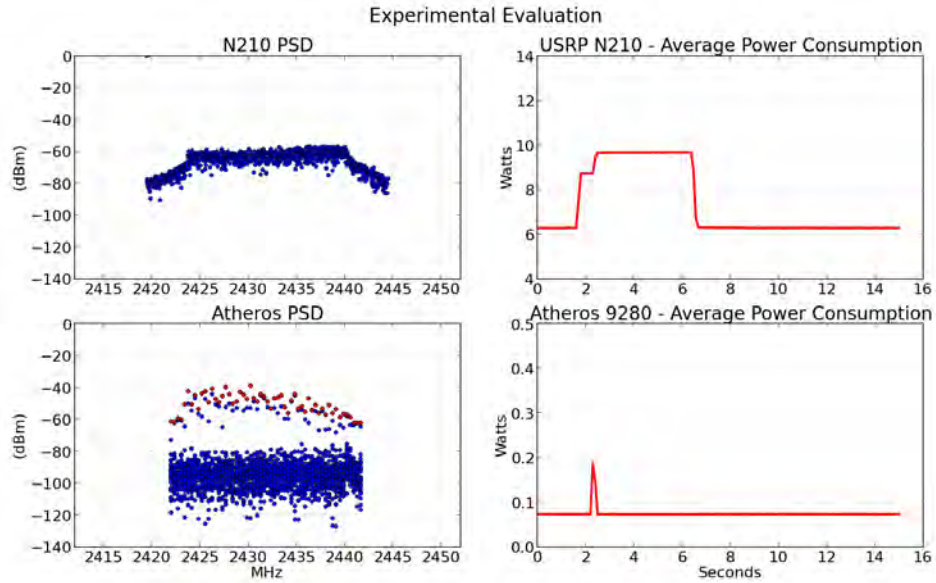 Experimental Evaluation
N210 PSD
0
−20
−40
−60
−80
−100
−120
−140
(dBm)
2415 2420 2425 2430 2435 2440 2445 2450
USRP N210 - Average Power Consumption
14
12
10
8
6
4
Watts
0 2 4 6 8 10 12 14 16
Atheros PSD
0
−20
−40
−60
−80
−100
−120
−140
(dBm)
2415 2420 2425 2430 2435 2440 2445 2450
MHz
Atheros 9280 - Average Power Consumption
0.5
0.4
0.3
0.2
0.1
0.0
Watts
0 2 4 6 8 10 12 14 16
Seconds